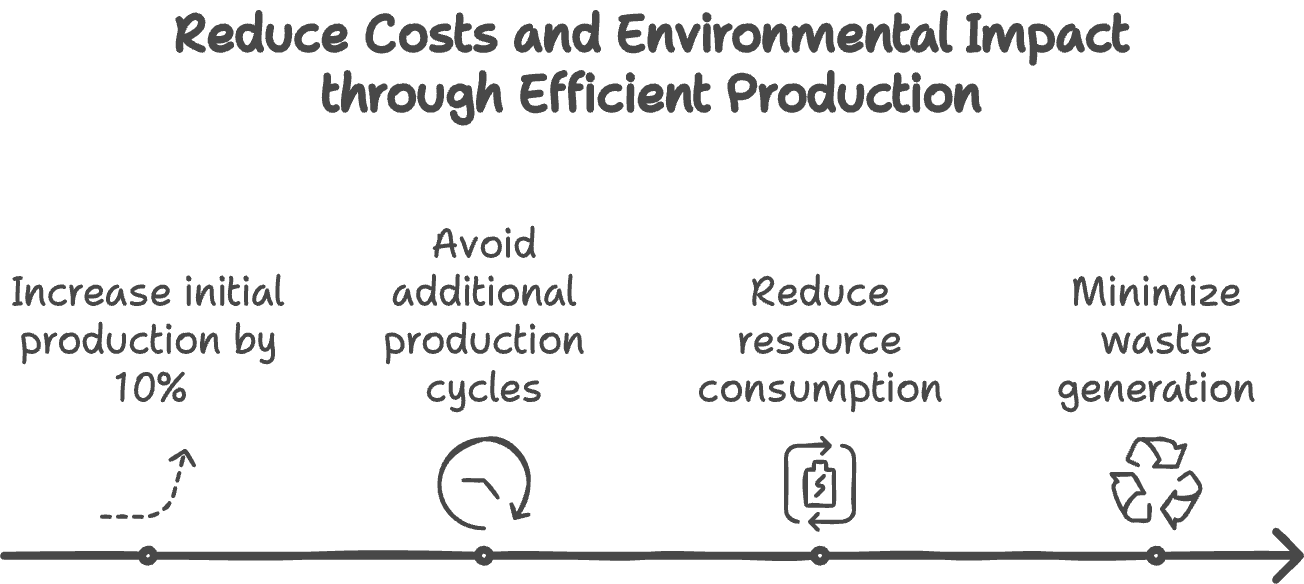 Reduce Costs and Environmental Impact
through Efficient Production
Increase initial
production by
10%
Avoid
additional
production
cycles
Reduce
resource
consumption
Minimize
waste
generation